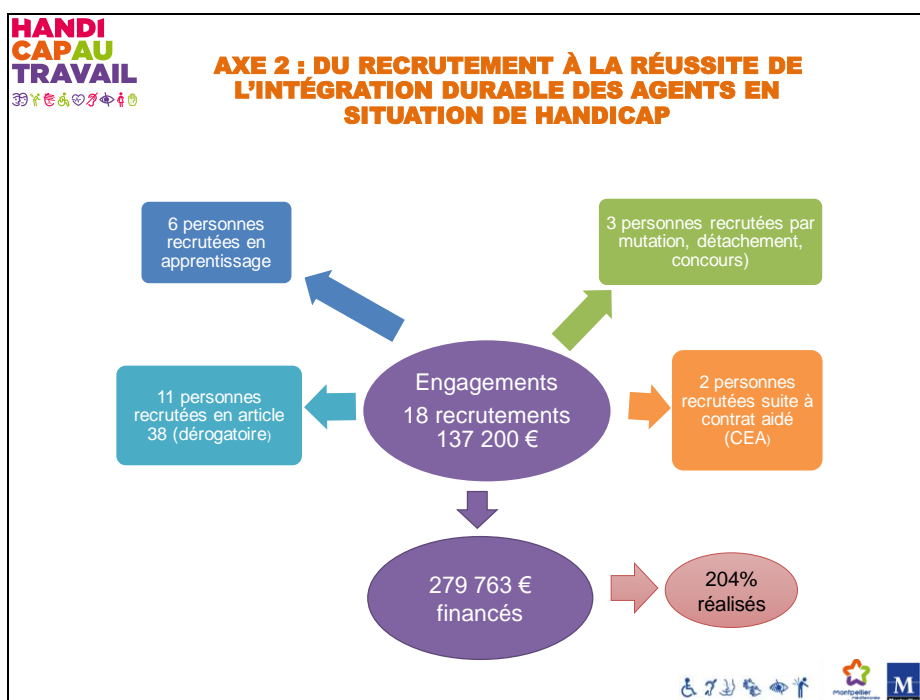 HANDI
CAPAU
TRAVAIL
AXE 2 : DU RECRUTEMENT À LA RÉUSSITE DE
L'INTÉGRATION DURABLE DES AGENTS EN
SITUATION DE HANDICAP
6 personnes
recrutées en
apprentissage
3 personnes recrutées par
mutation, détachement,
concours)
11 personnes
recrutées en article
38 (dérogatoire)
Engagements
18 recrutements
137 200 €
2 personnes
recrutées suite à
contrat aidé
(CEA)
279 763 €
financés
204%
réalisés
Montpellier
méditerranée
M